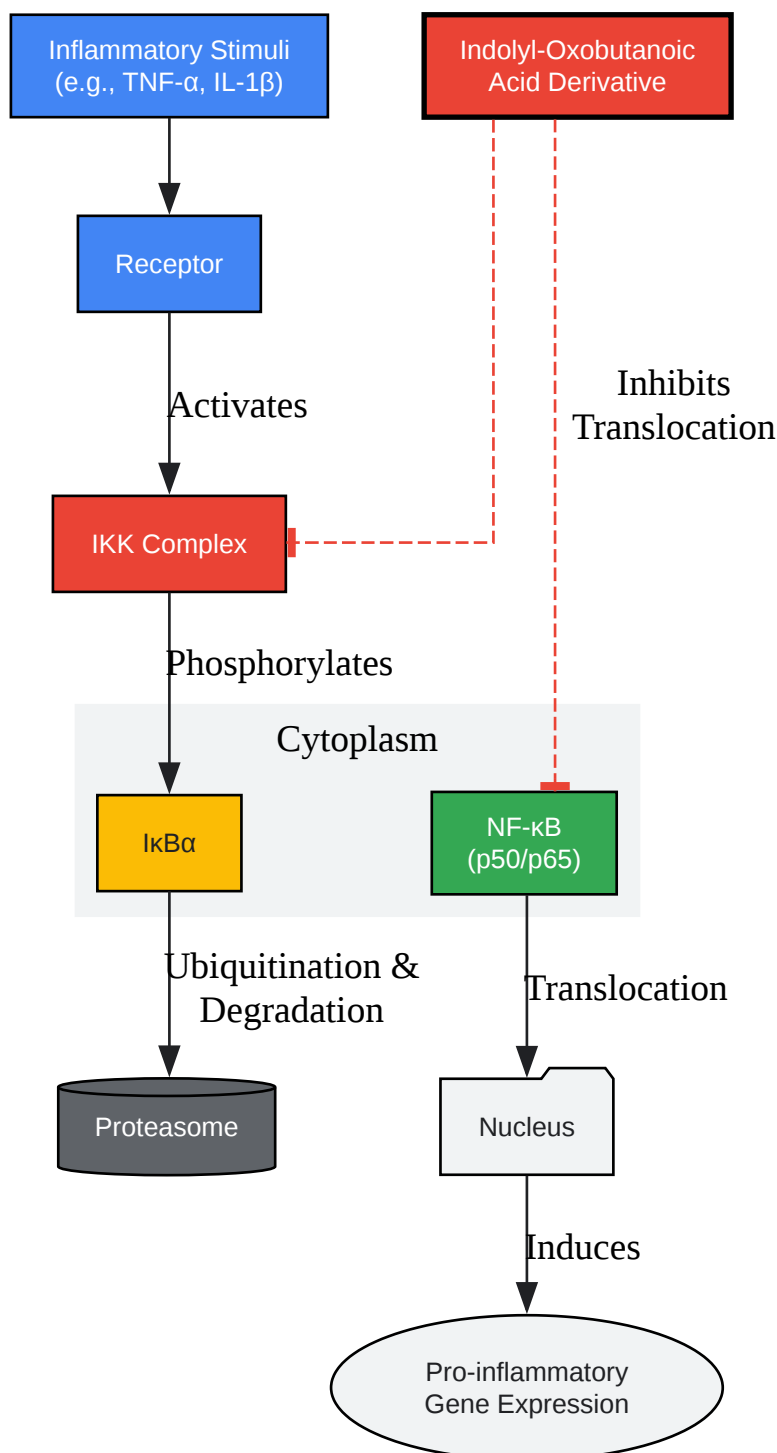 Inflammatory Stimuli
(e.g., TNF-α, IL-1β)
Indolyl-Oxobutanoic
Acid Derivative
Receptor
Activates
Inhibits
Translocation
IKK Complex
Phosphorylates
Cytoplasm
IκBα
NF-κB
(p50/p65)
Ubiquitination &
Degradation
Translocation
Proteasome
Nucleus
Induces
Pro-inflammatory
Gene Expression